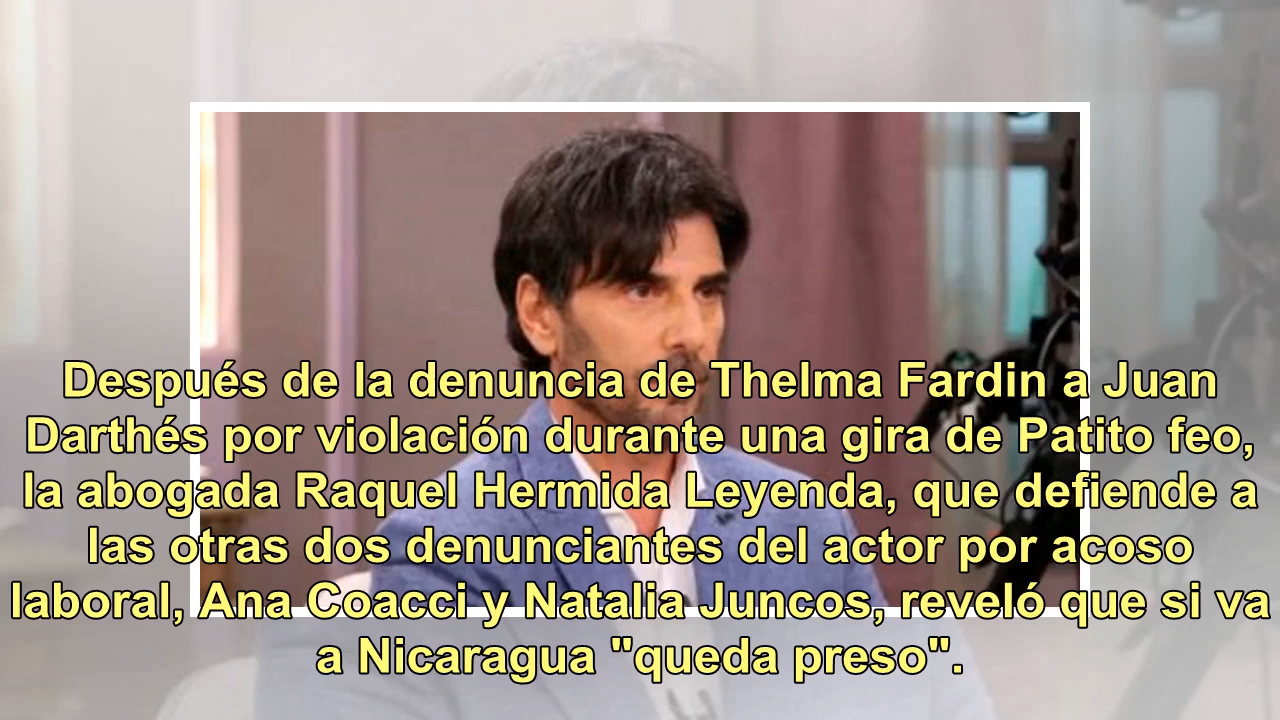 Después de la denuncia de Thelma Fardin a Juan
Darthés por violación durante una gira de Patito feo,
la abogada Raquel Hermida Leyenda, que defiende a
las otras dos denunciantes del actor por acoso
laboral, Ana Coacci y Natalia Juncos, reveló que si va
a Nicaragua "queda preso".